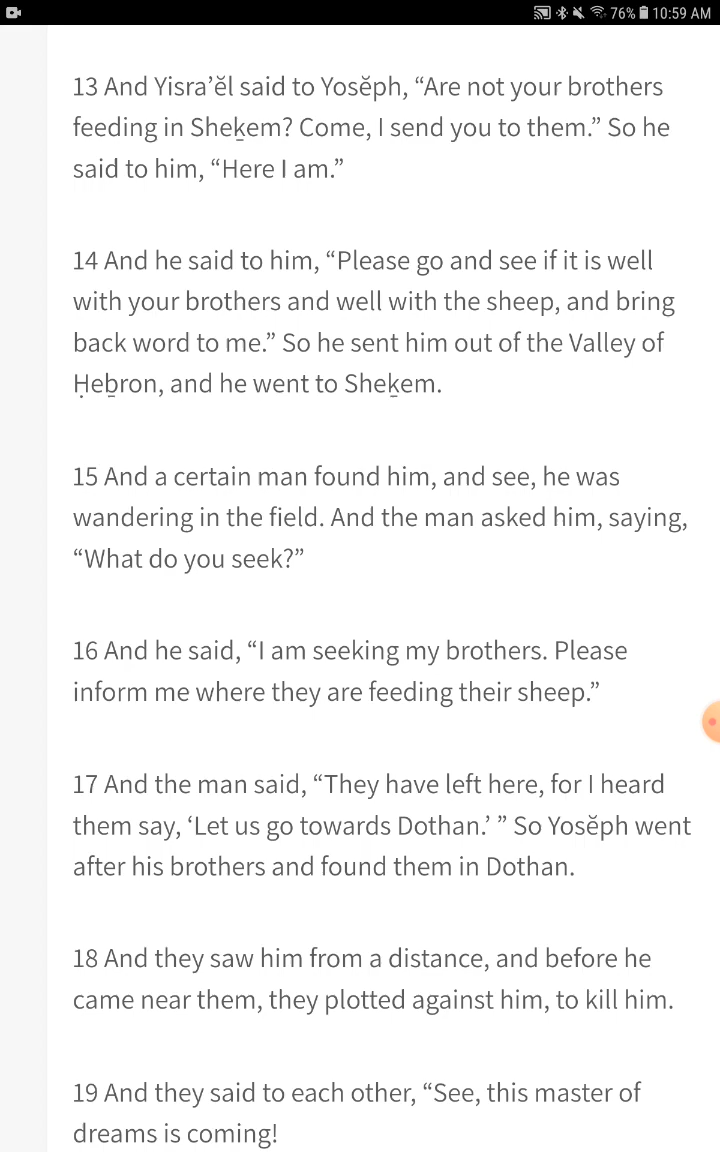 76% 10:59 AM
13 And Yisra’ĕl said to Yosĕph, “Are not your brothers
feeding in Sheḵem? Come, I send you to them.” So he
said to him, “Here I am.”
14 And he said to him, “Please go and see if it is well
with your brothers and well with the sheep, and bring
back word to me.” So he sent him out of the Valley of
Ḥeḇron, and he went to Sheḵem.
15 And a certain man found him, and see, he was
wandering in the field. And the man asked him, saying,
“What do you seek?”
16 And he said, “I am seeking my brothers. Please
inform me where they are feeding their sheep.”
17 And the man said, “They have left here, for I heard
them say, ‘Let us go towards Dothan.’ ” So Yosĕph went
after his brothers and found them in Dothan.
18 And they saw him from a distance, and before he
came near them, they plotted against him, to kill him.
19 And they said to each other, “See, this master of
dreams is coming!